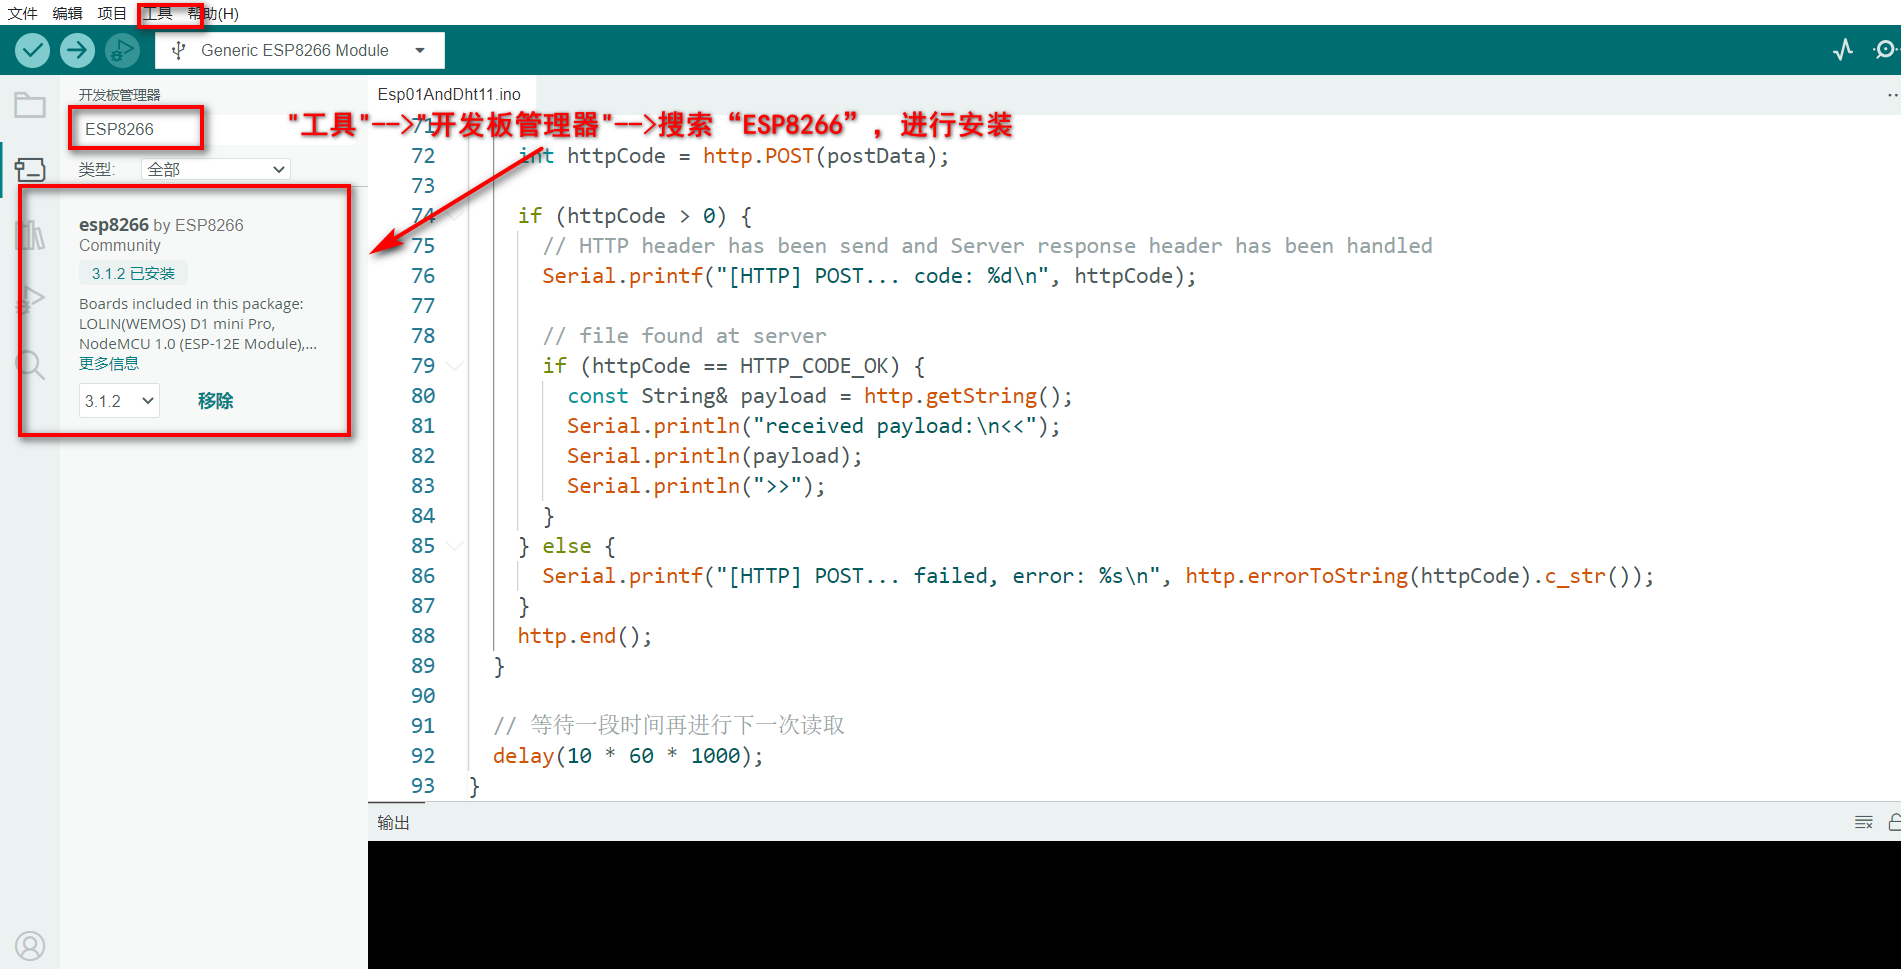 文件 编辑 项目 工具 帮助(H)
Generic ESP8266 Module
开发板管理器
ESP8266
类型: 全部
esp8266 by ESP8266
Community
3.1.2 已安装
Boards included in this package:
LOLIN(WEMOS) D1 mini Pro,
NodeMCU 1.0 (ESP-12E Module),...
更多信息
3.1.2 移除
Esp01AndDht11.ino
"工具"-->"开发板管理器"-->搜索“ESP8266”，进行安装
71
72 int httpCode = http.POST(postData);
73
74 if (httpCode > 0) {
75 // HTTP header has been send and Server response header has been handled
76 Serial.printf("[HTTP] POST... code: %d\n", httpCode);
77
78 // file found at server
79 if (httpCode == HTTP_CODE_OK) {
80 const String& payload = http.getString();
81 Serial.println("received payload:\n<<");
82 Serial.println(payload);
83 Serial.println(">>");
84 }
85 } else {
86 Serial.printf("[HTTP] POST... failed, error: %s\n", http.errorToString(httpCode).c_str());
87 }
88 http.end();
89 }
90
91 // 等待一段时间再进行下一次读取
92 delay(10 * 60 * 1000);
93 }
输出